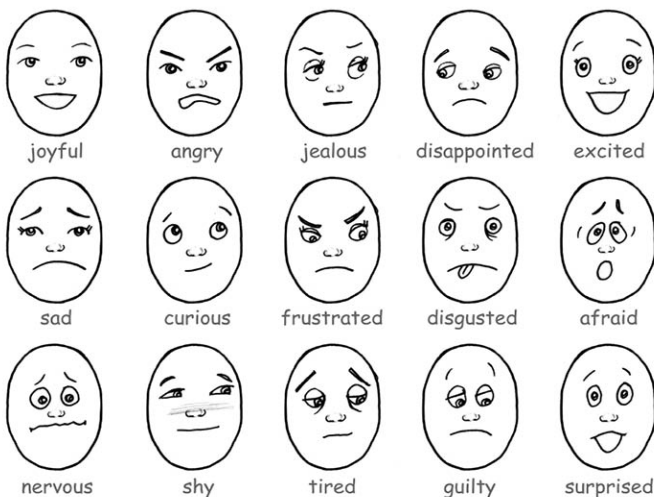 joyful angry jealous disappointed excited
sad curious frustrated disgusted afraid
nervous shy tired guilty surprised